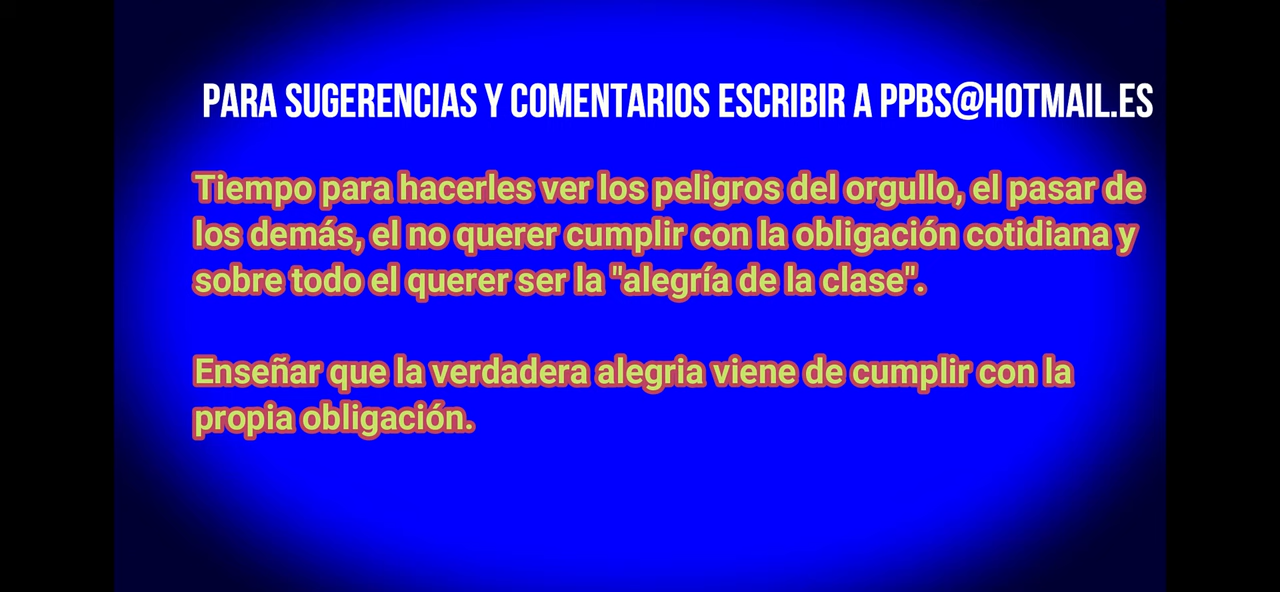 PARA SUGERENCIAS Y COMENTARIOS ESCRIBIR A PPBS@HOTMAIL.ES
Tiempo para hacerles ver los peligros del orgullo, el pasar de
los demás, el no querer cumplir con la obligación cotidiana y
sobre todo el querer ser la "alegría de la clase".
Enseñar que la verdadera alegria viene de cumplir con la
propia obligación.